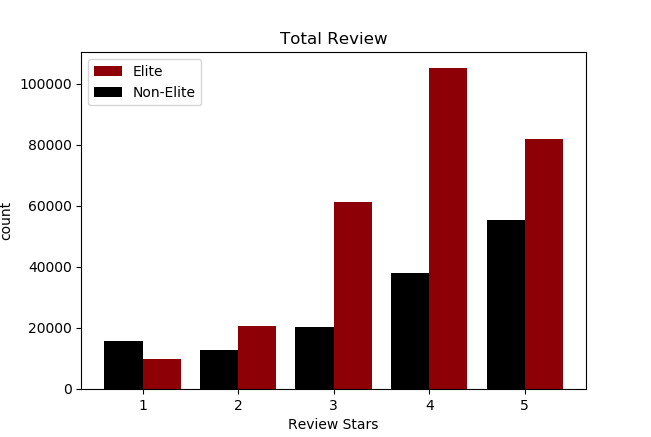 Total Review
Elite
Non-Elite
100000
80000
60000
40000
20000
0
count
1 2 3 4 5
Review Stars